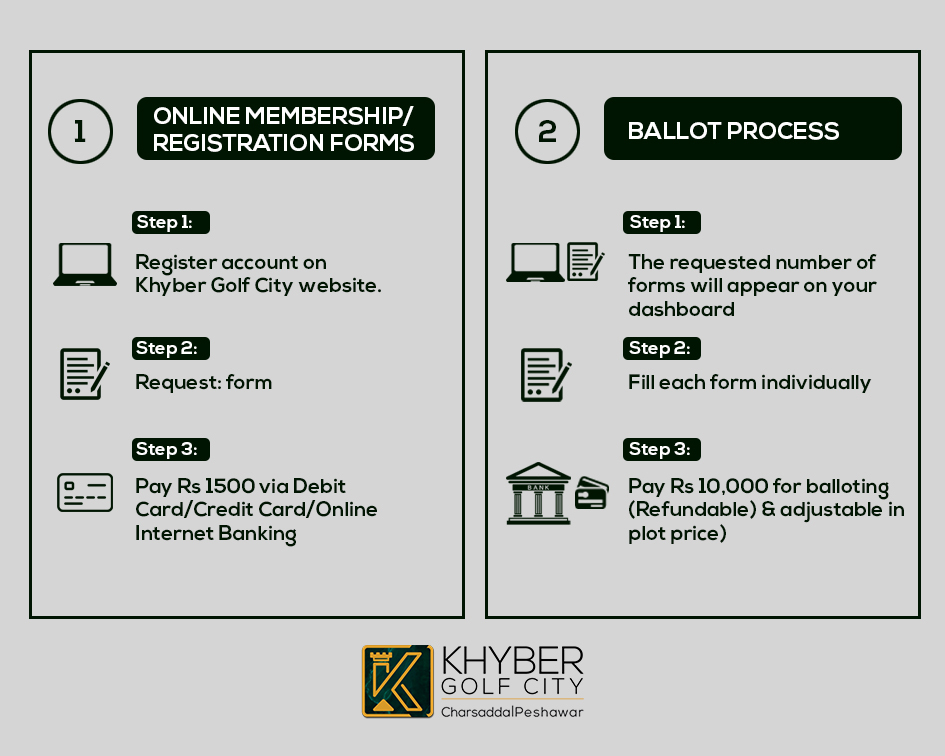 1
ONLINE MEMBERSHIP/
REGISTRATION FORMS
Step 1:
Register account on
Khyber Golf City website.
Step 2:
Request: form
Step 3:
Pay Rs 1500 via Debit
Card/Credit Card/Online
Internet Banking
2
BALLOT PROCESS
Step 1:
The requested number of
forms will appear on your
dashboard
Step 2:
Fill each form individually
Step 3:
BANK
Pay Rs 10,000 for balloting
(Refundable) & adjustable in
plot price)
K
KHYBER
GOLF CITY
Charsadda|Peshawar